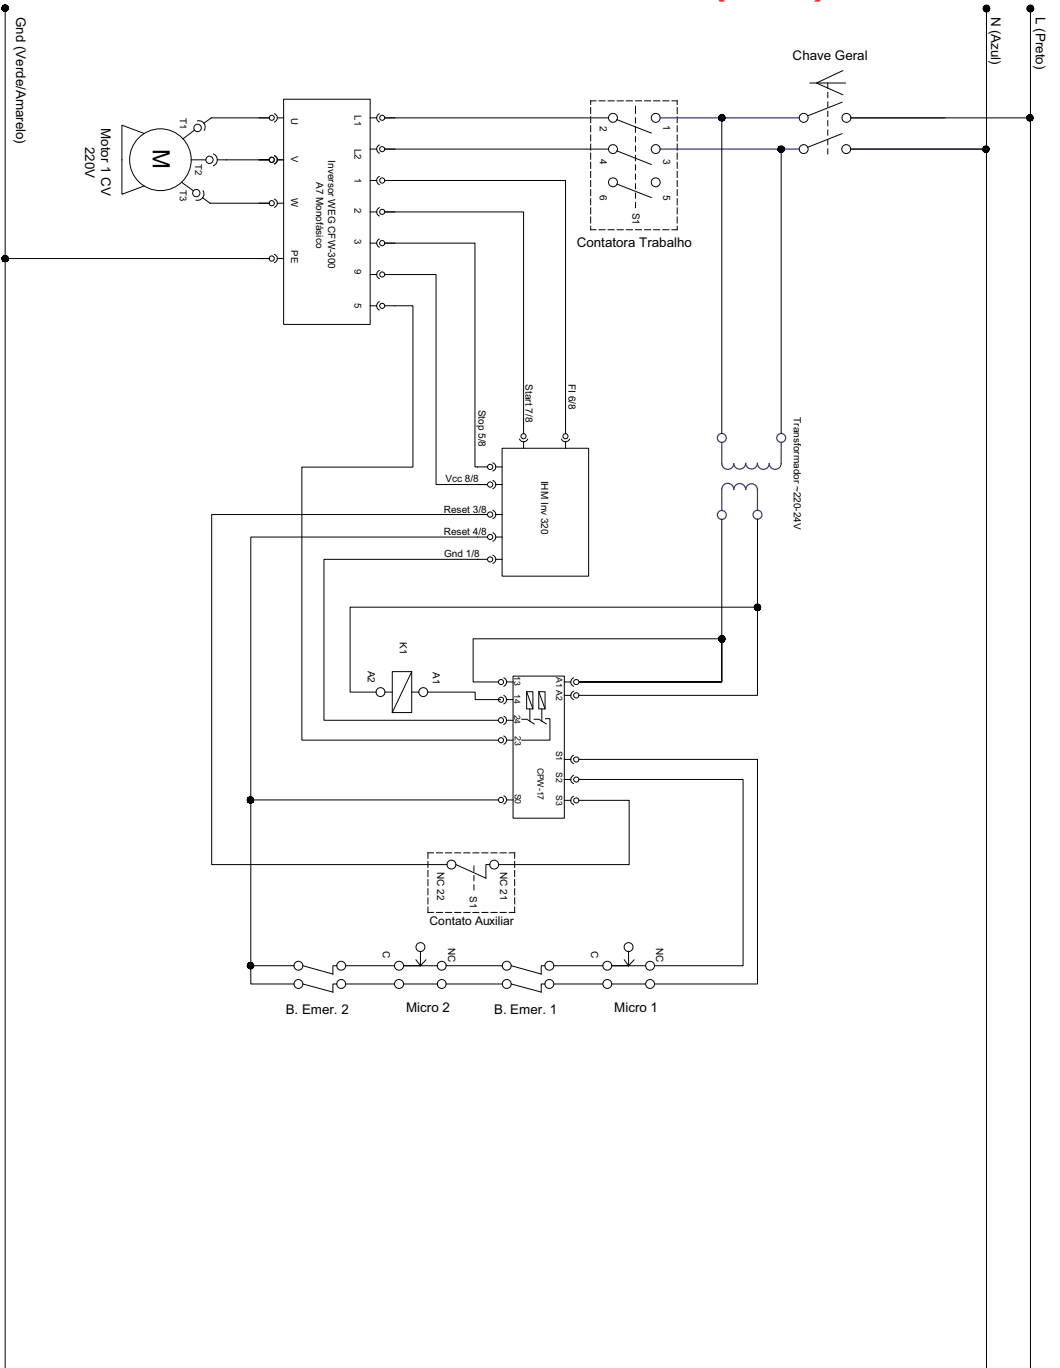 L (Preto)
N (Azul)
Gnd (Verde/Amarelo)
Chave Geral
1
2
3
4
5
6
S1
Contatora Trabalho
T1
T2
T3
M
Motor 1 CV
220V
U
V
W
PE
Inversor WEG CFW-300
A7 Monofásico
L1
L2
1
2
3
9
5
Transformador ~220-24V
FI 6/8
Start 7/8
Stop 5/8
Vcc 8/8
Reset 3/8
Reset 4/8
Gnd 1/8
IHM Inv 320
K1
A2
A1
13
14
24
23
S0
A1
A2
S1
S2
S3
CPW-17
NC 22
NC 21
S1
Contato Auxiliar
C
NC
C
NC
B. Emer. 2
Micro 2
B. Emer. 1
Micro 1